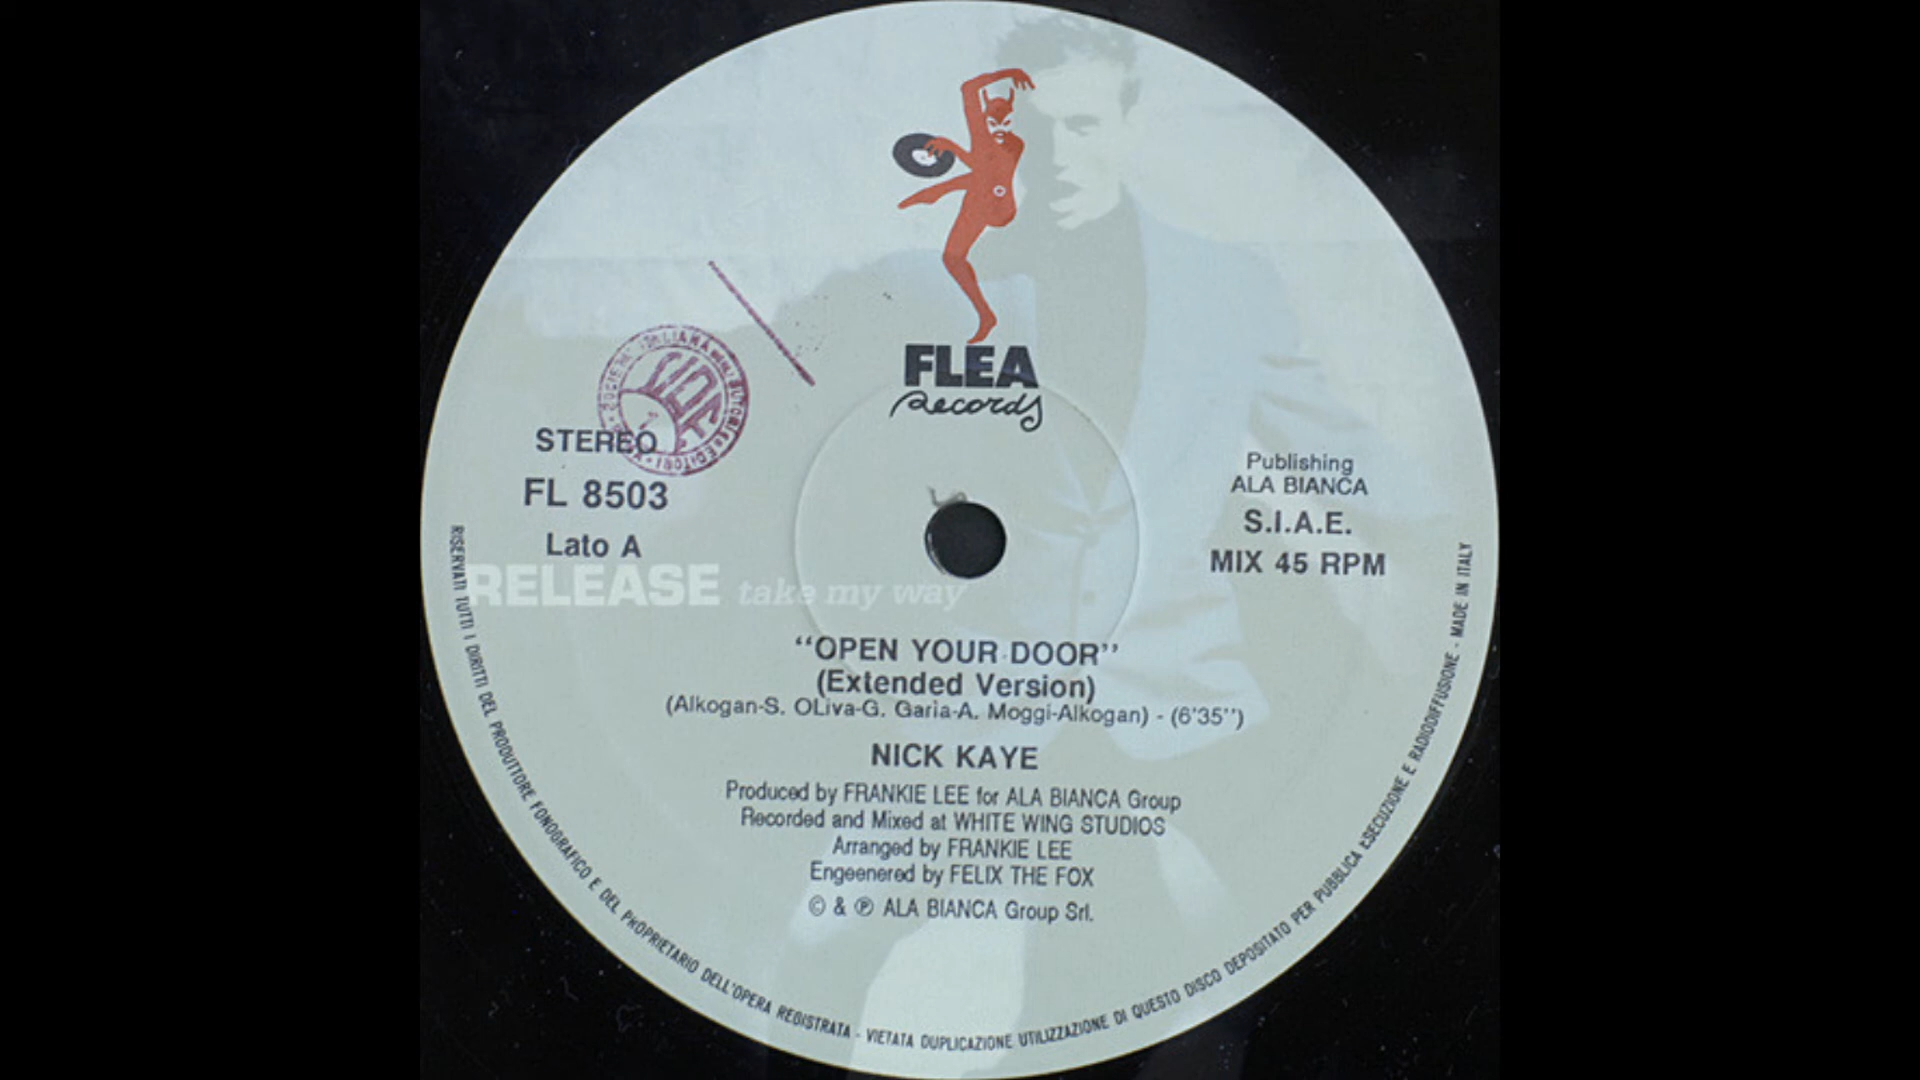 FLEA
Records
STEREO
FL 8503
Lato A
Publishing
ALA BIANCA
S.I.A.E.
MIX 45 RPM
RELEASE take my way
“OPEN YOUR DOOR”
(Extended Version)
(Alkogan-S. OLiva-G. Garia-A. Moggi-Alkogan) - (6'35'')
NICK KAYE
Produced by FRANKIE LEE for ALA BIANCA Group
Recorded and Mixed at WHITE WING STUDIOS
Arranged by FRANKIE LEE
Engeenered by FELIX THE FOX
© & ℗ ALA BIANCA Group Srl.
RISERVATI TUTTI I DIRITTI DEL PRODUTTORE FONOGRAFICO E DEL PROPRIETARIO DELL'OPERA REGISTRATA - VIETATA DUPLICAZIONE UTILIZZAZIONE DI QUESTO DISCO DEPOSITATO PER PUBBLICA ESECUZIONE E RADIODIFFUSIONE - MADE IN ITALY